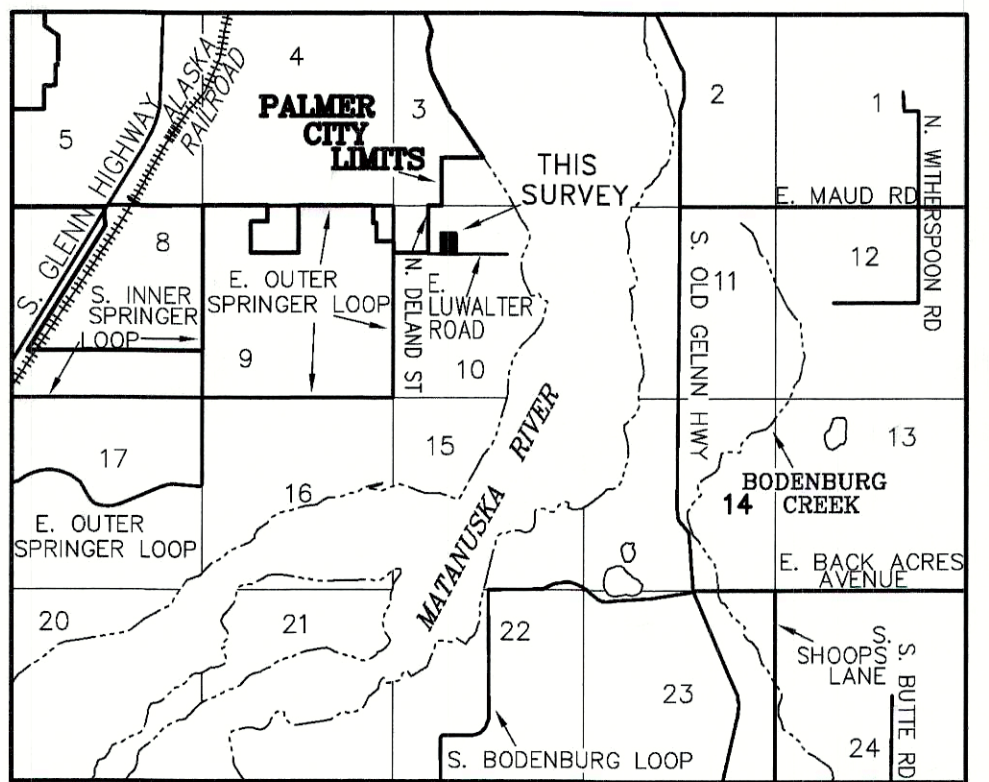 4
3
2
1
5
S. GLENN HIGHWAY
ALASKA
RAILROAD
PALMER
CITY
LIMITS
THIS
SURVEY
N. WITHERSPOON RD
E. MAUD RD
8
S. INNER
SPRINGER
LOOP
E. OUTER
SPRINGER LOOP
9
N. DELAND ST
E.
LUWALTER
ROAD
10
S. OLD GELNN HWY
11
12
17
16
15
MATANUSKA RIVER
13
14
BODENBURG
CREEK
E. OUTER
SPRINGER LOOP
E. BACK ACRES
AVENUE
20
21
22
23
S.
SHOOPS
LANE
S. BUTTE RD
24
S. BODENBURG LOOP